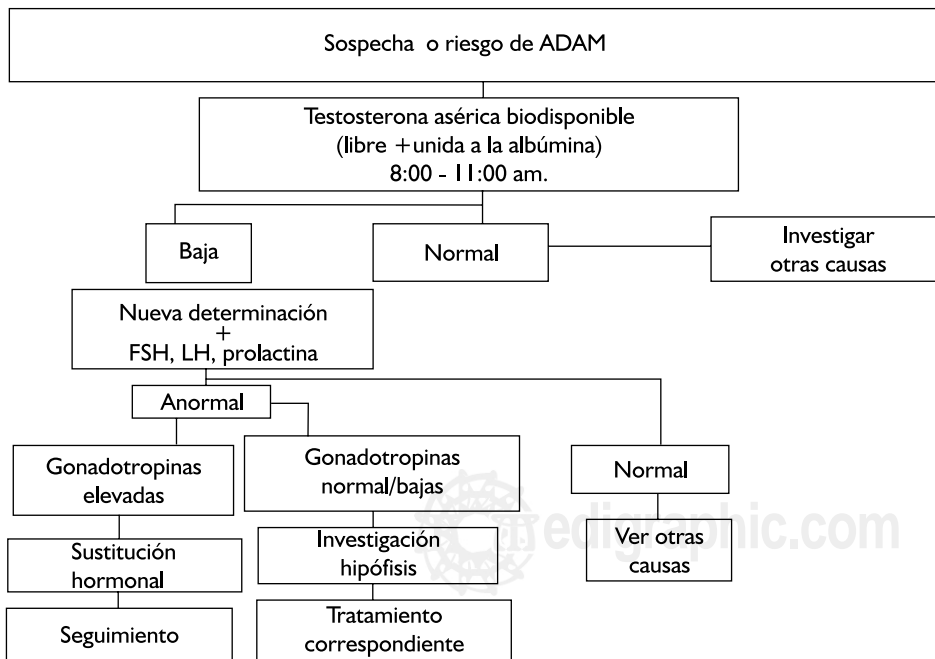 Sospecha o riesgo de ADAM
Testosterona asérica biodisponible
(libre +unida a la albúmina)
8:00 - 11:00 am.
Baja
Normal
Investigar
otras causas
Nueva determinación
+
FSH, LH, prolactina
Anormal
Gonadotropinas
elevadas
Gonadotropinas
normal/bajas
Normal
Sustitución
hormonal
Investigación
hipófisis
Ver otras
causas
Seguimiento
Tratamiento
correspondiente
edigraphic.com